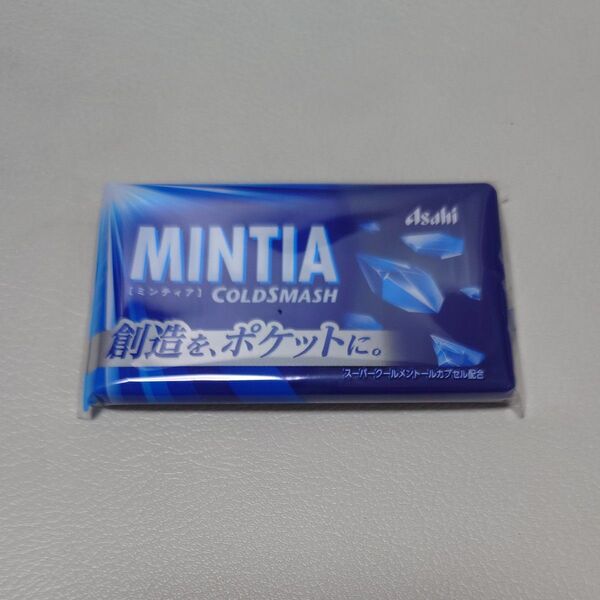 Asahi
MINTIA
[ミンティア] COLDSMASH
創造を、ポケットに。
スーパークールメントールカプセル配合